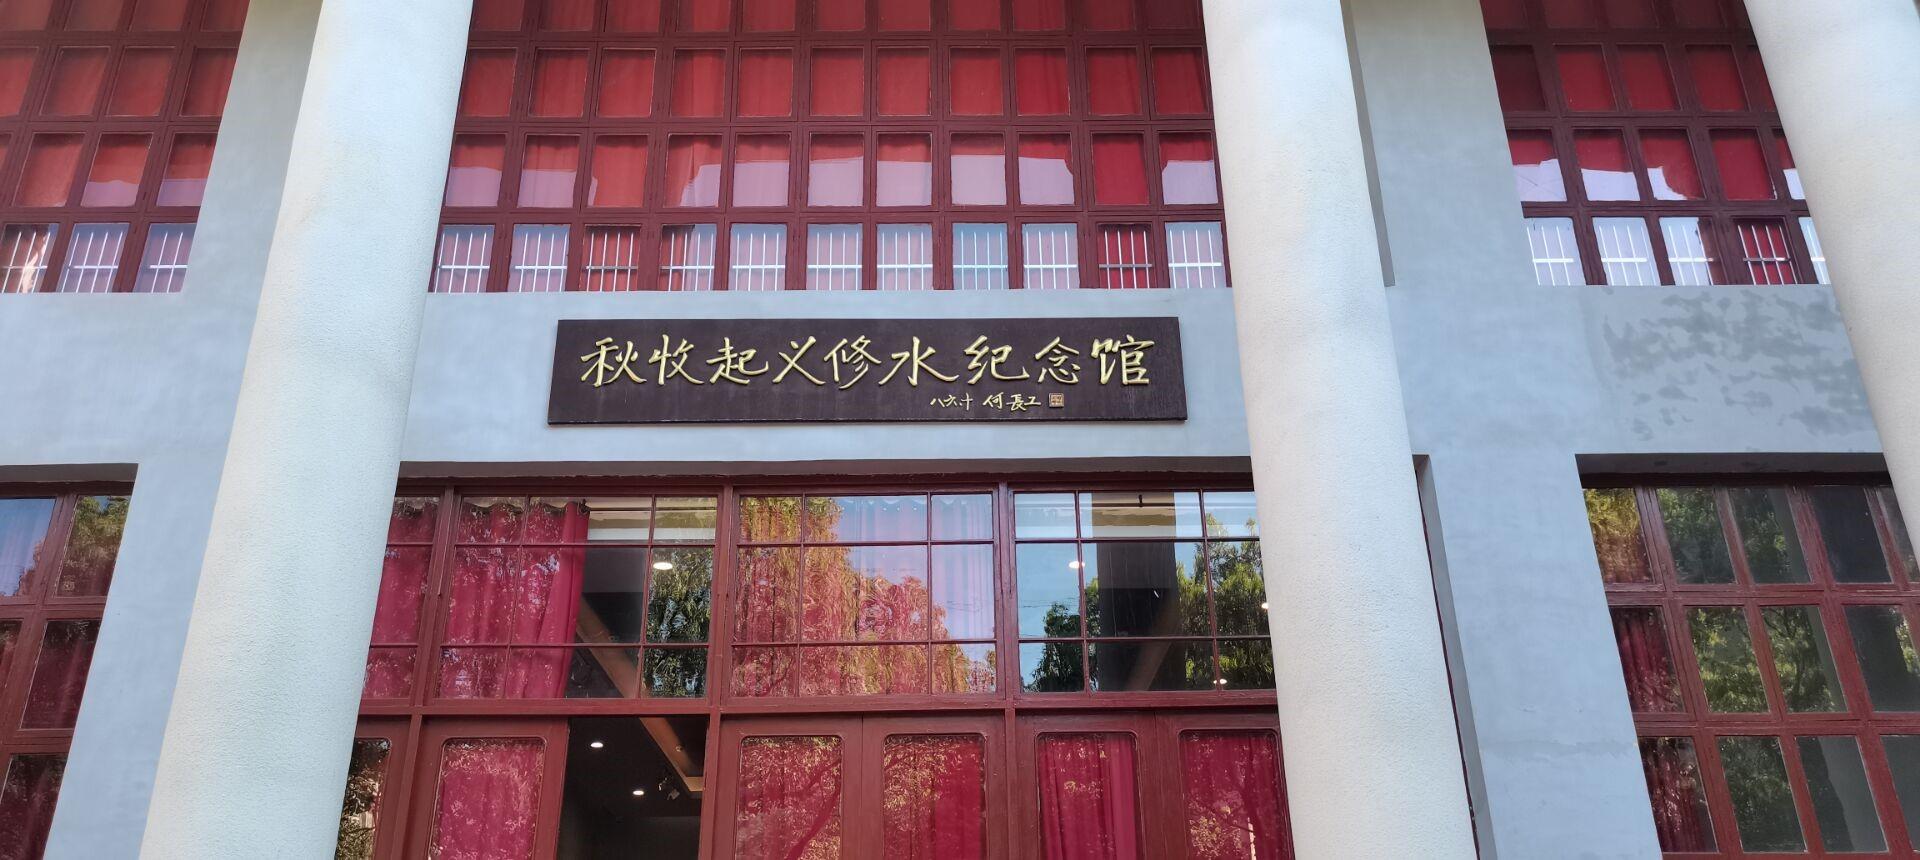 秋收起义修水纪念馆
八六.十 何長工